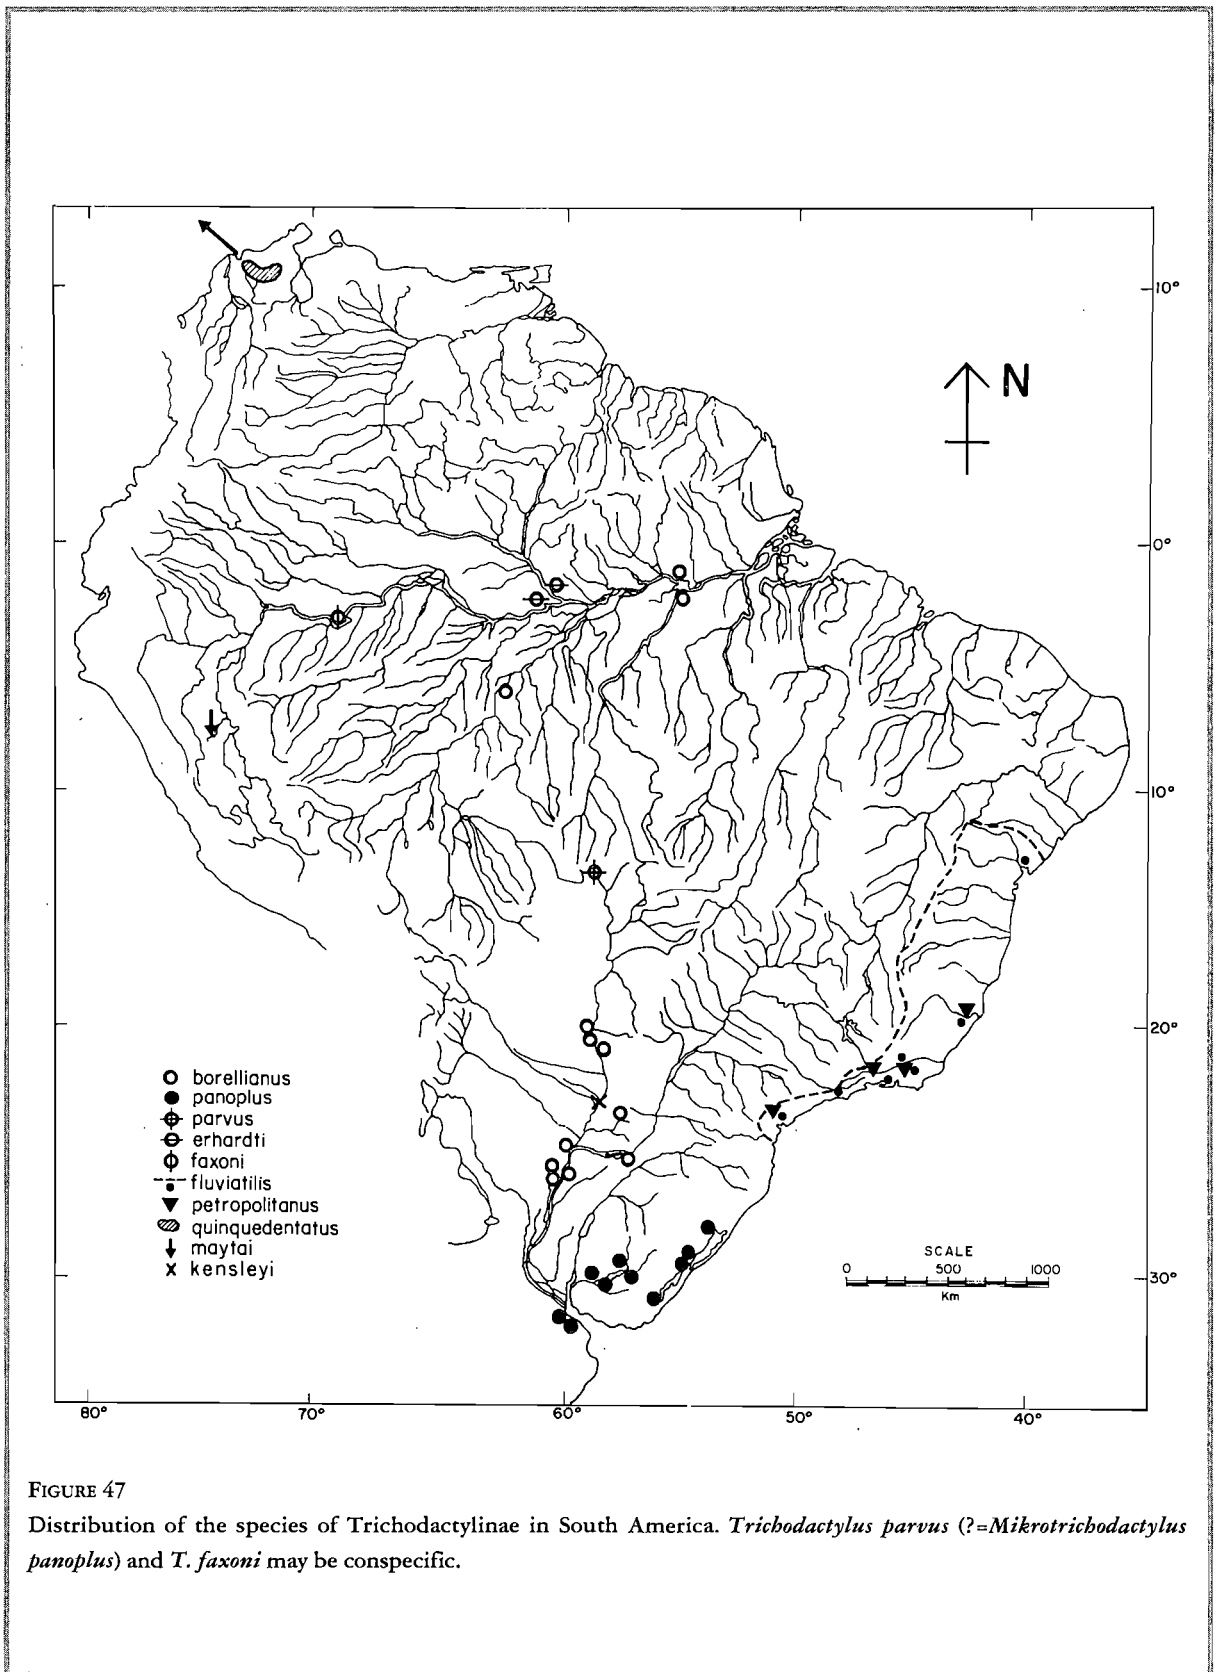 N
10°
0°
10°
20°
30°
80°
70°
60°
50°
40°
borellianus
panoplus
parvus
erhardti
faxoni
fluviatilis
petropolitanus
quinquedentatus
maytai
x kensleyi
SCALE
0 500 1000
Km
FIGURE 47
Distribution of the species of Trichodactylinae in South America. Trichodactylus parvus (?=Mikrotrichodactylus
panoplus) and T. faxoni may be conspecific.